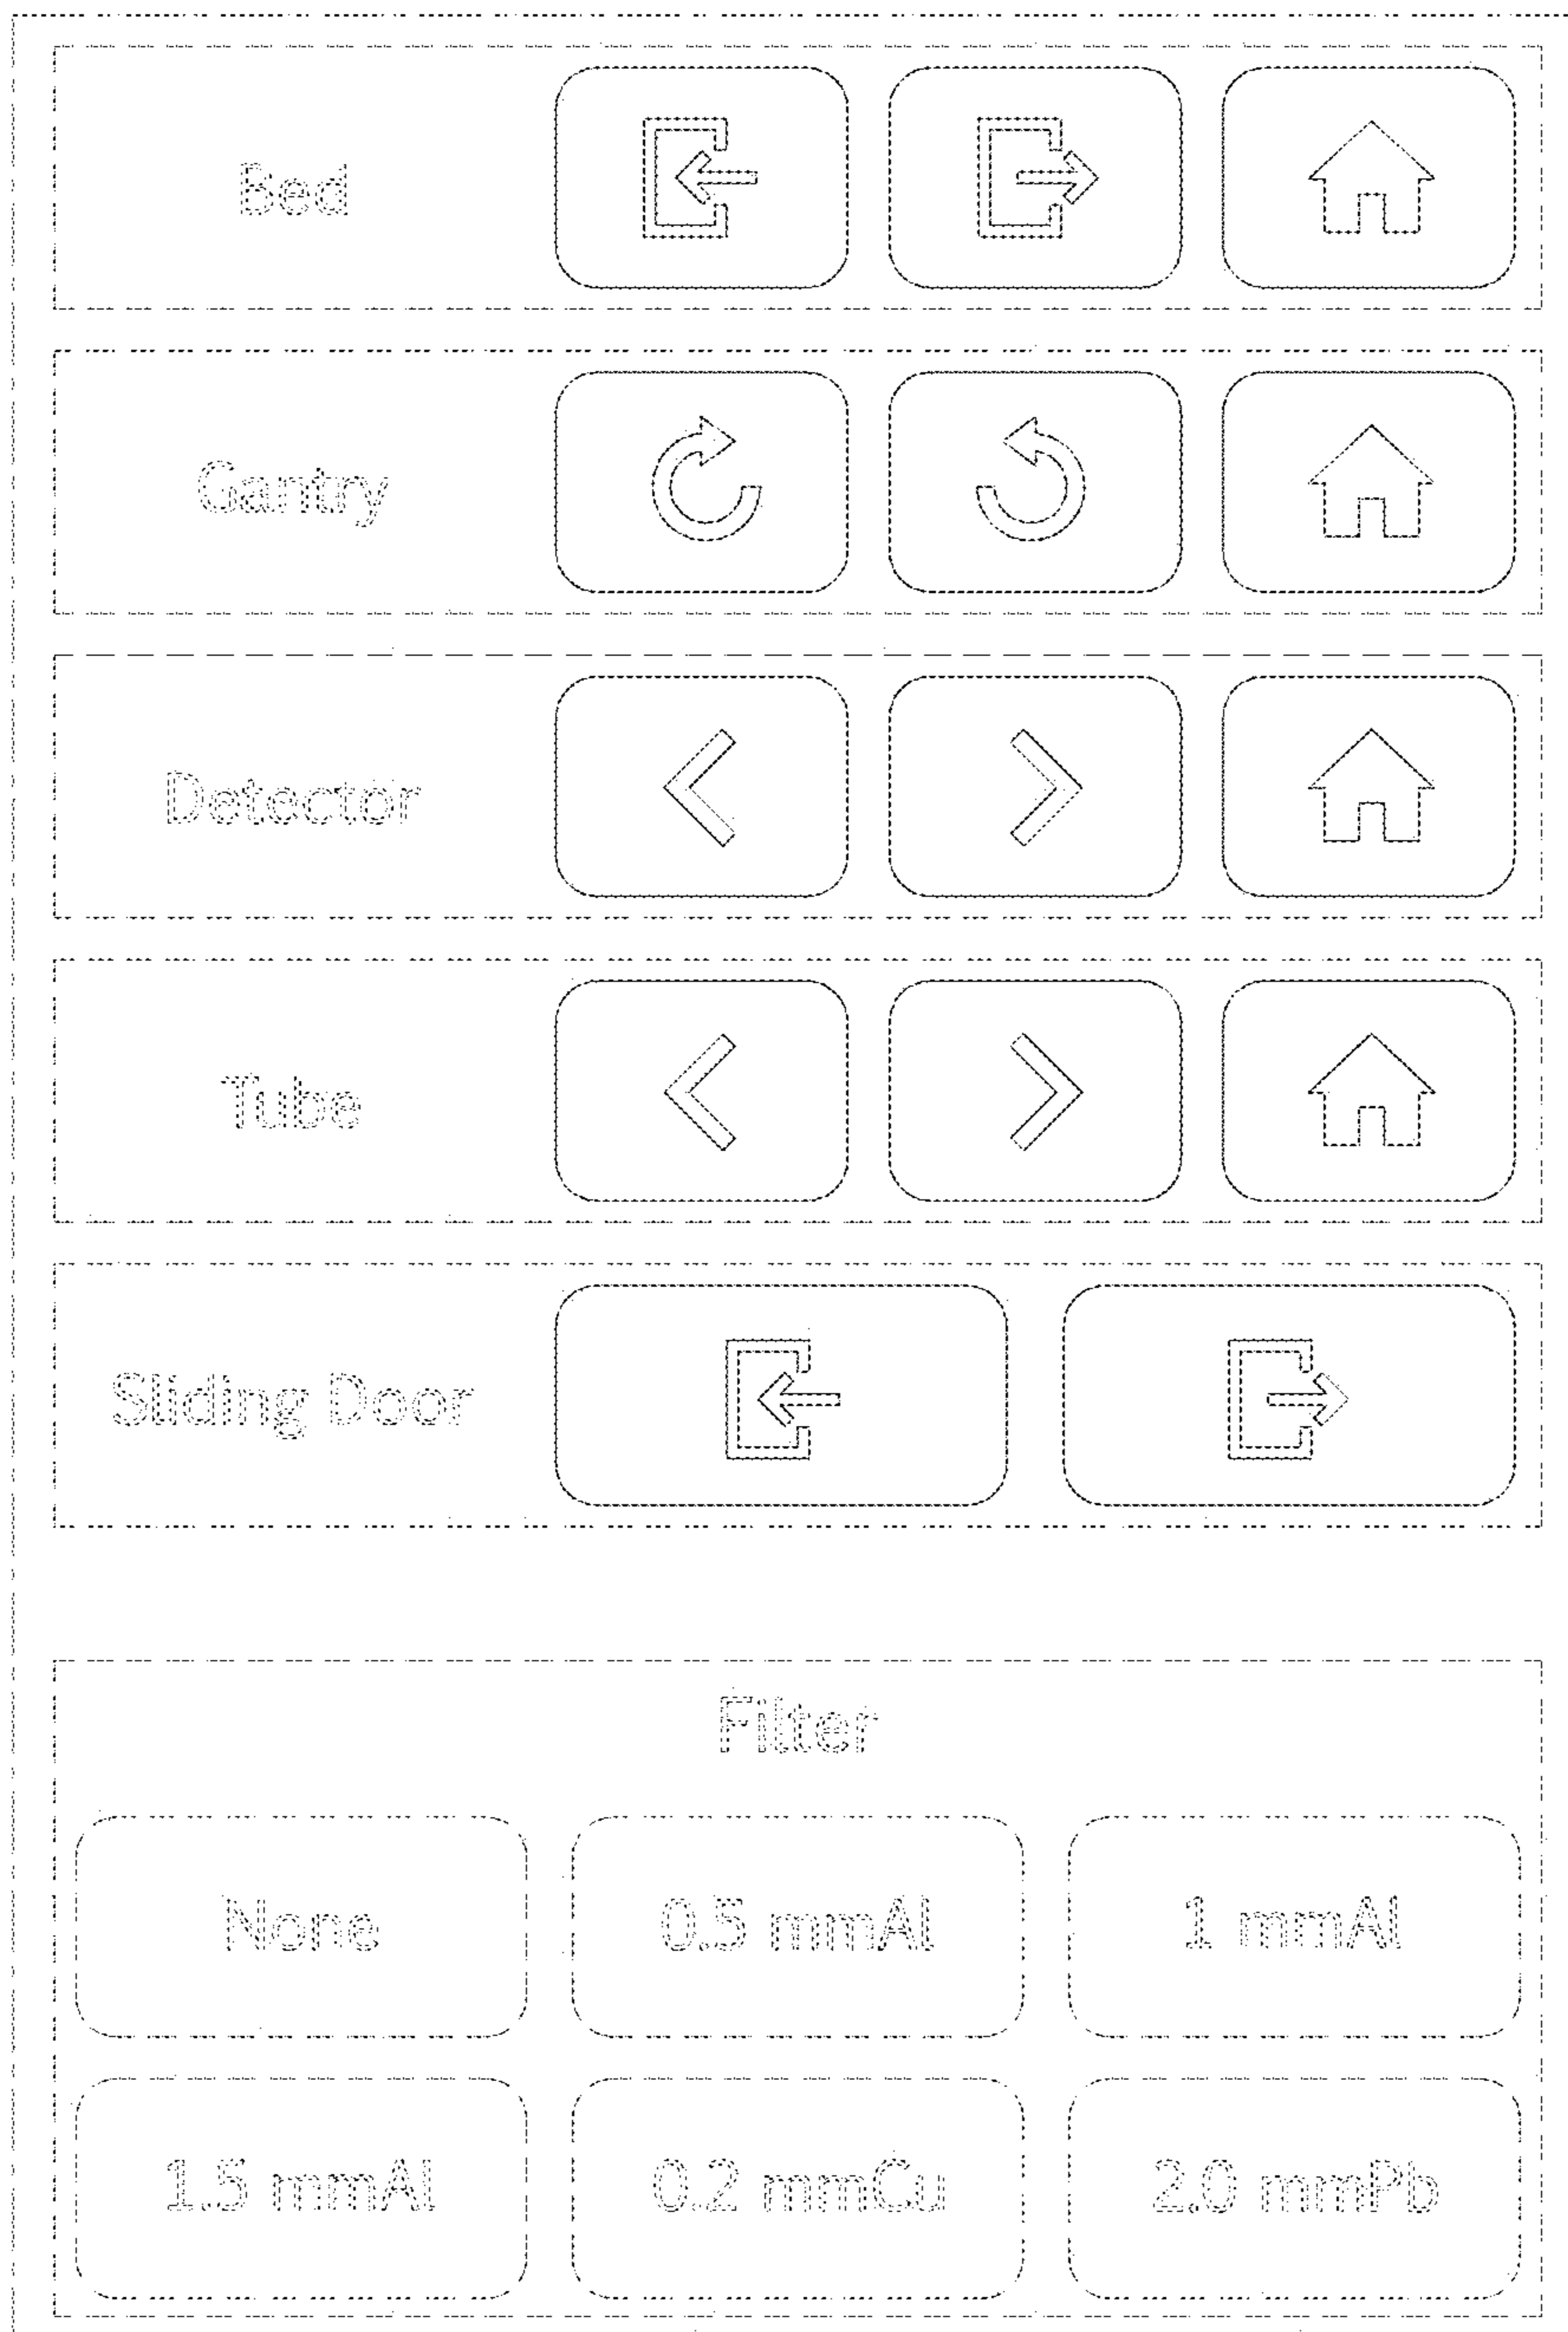 Bed
Gantry
Detector
Tube
Sliding Door
Filter
None
0.5 mmAl
1 mmAl
1.5 mmAl
0.2 mmCu
2.0 mmPb